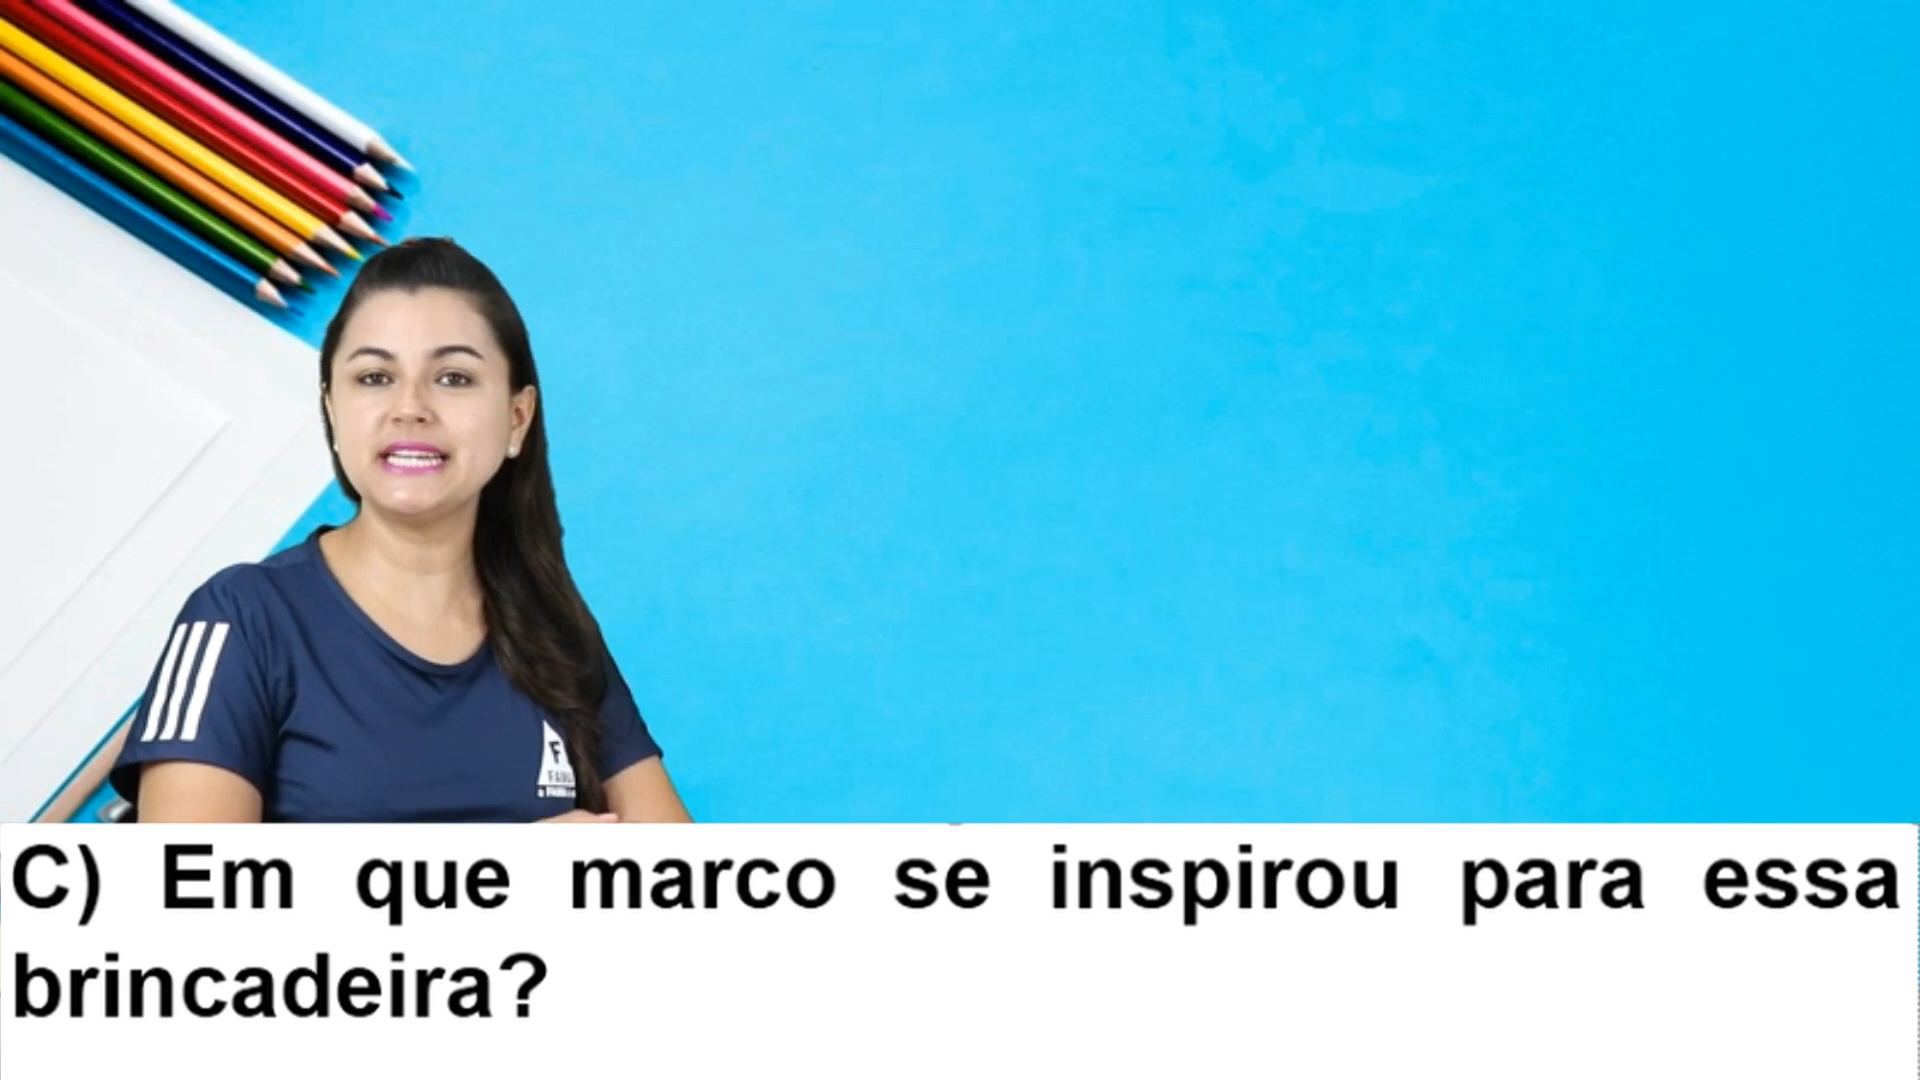 C) Em que marco se inspirou para essa
brincadeira?